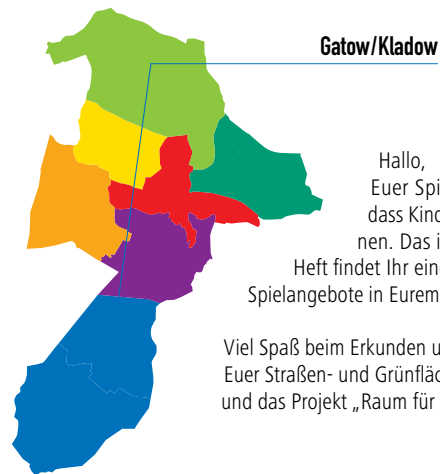 Gatow/Kladow
Hallo,
Euer Spi
dass Kind
nen. Das i
Heft findet Ihr ein
Spielangebote in Eurem
Viel Spaß beim Erkunden u
Euer Straßen- und Grünfläc
und das Projekt „Raum für